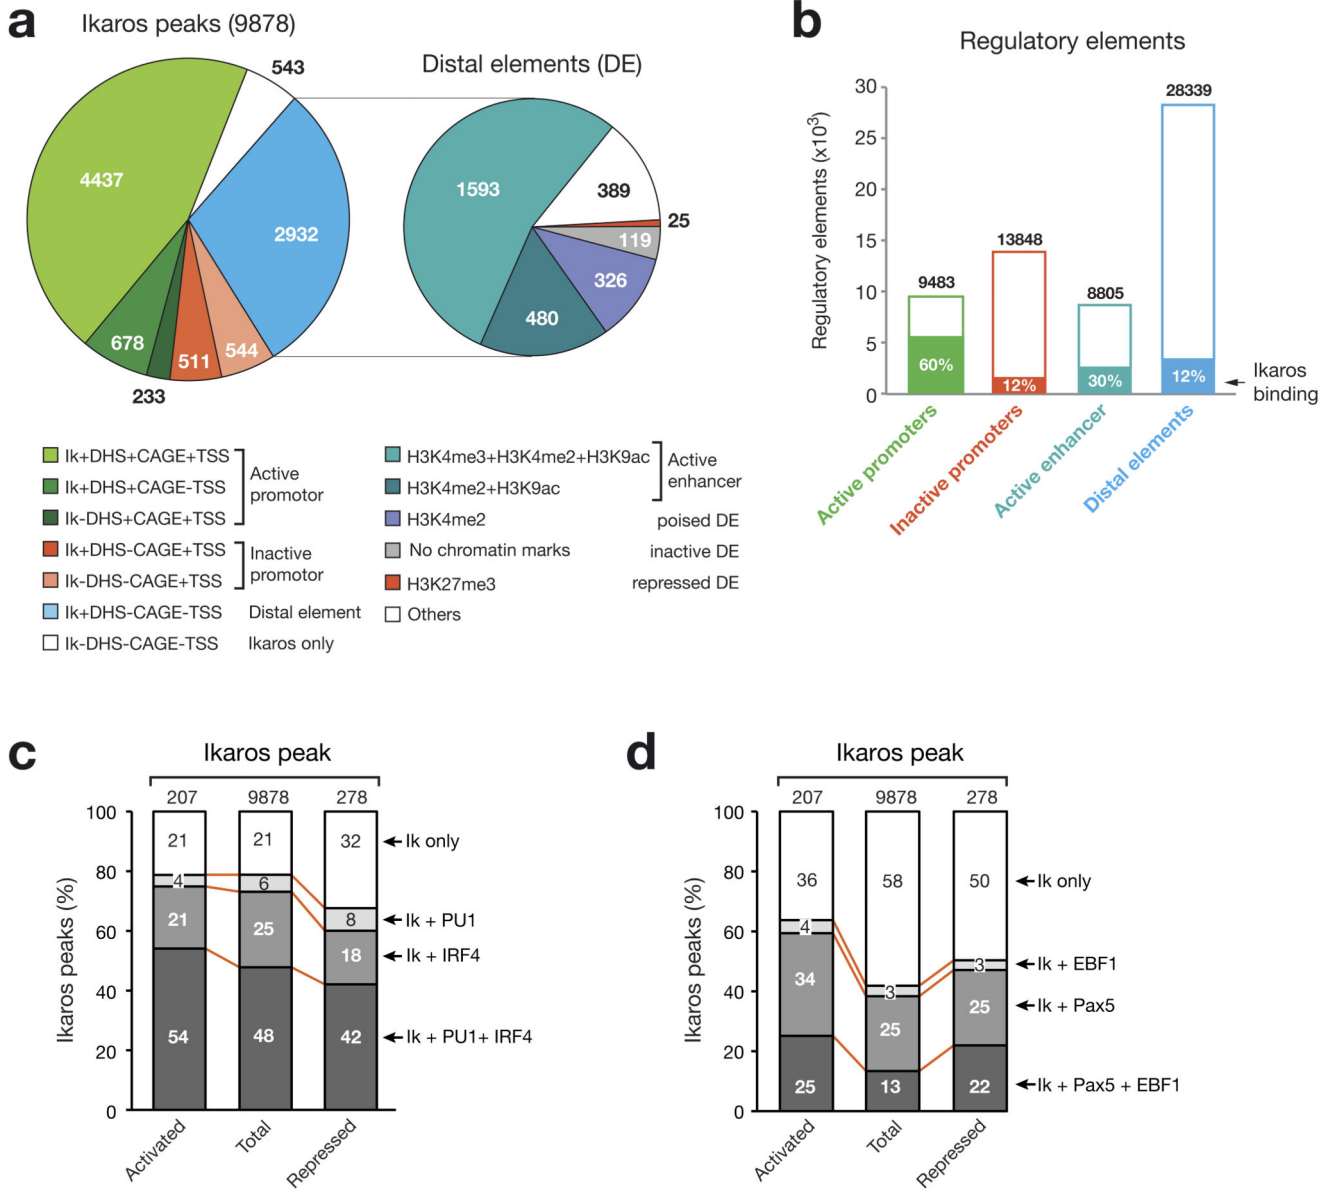 a
Ikaros peaks (9878)
543
4437
2932
678
511
544
233
Distal elements (DE)
1593
389
25
119
326
480
Ik+DHS+CAGE+TSS
Ik+DHS+CAGE-TSS
Ik-DHS+CAGE+TSS
Active
promotor
Ik+DHS-CAGE+TSS
Ik-DHS-CAGE+TSS
Inactive
promotor
Ik+DHS-CAGE-TSS Distal element
Ik-DHS-CAGE-TSS Ikaros only
H3K4me3+H3K4me2+H3K9ac
H3K4me2+H3K9ac
Active
enhancer
H3K4me2 poised DE
No chromatin marks inactive DE
H3K27me3 repressed DE
Others
b
Regulatory elements
Regulatory elements (x10³)
30
25
20
15
10
5
0
9483
13848
8805
28339
60%
12%
30%
12%
Ikaros
binding
Active promoters
Inactive promoters
Active enhancer
Distal elements
c
Ikaros peak
207 9878 278
Ikaros peaks (%)
100
80
60
40
20
0
21 21 32
4 6 8
21 25 18
54 48 42
Ik only
Ik + PU1
Ik + IRF4
Ik + PU1+ IRF4
Activated
Total
Repressed
d
Ikaros peak
207 9878 278
Ikaros peaks (%)
100
80
60
40
20
0
36 58 50
4 3 3
34 25 25
25 13 22
Ik only
Ik + EBF1
Ik + Pax5
Ik + Pax5 + EBF1
Activated
Total
Repressed